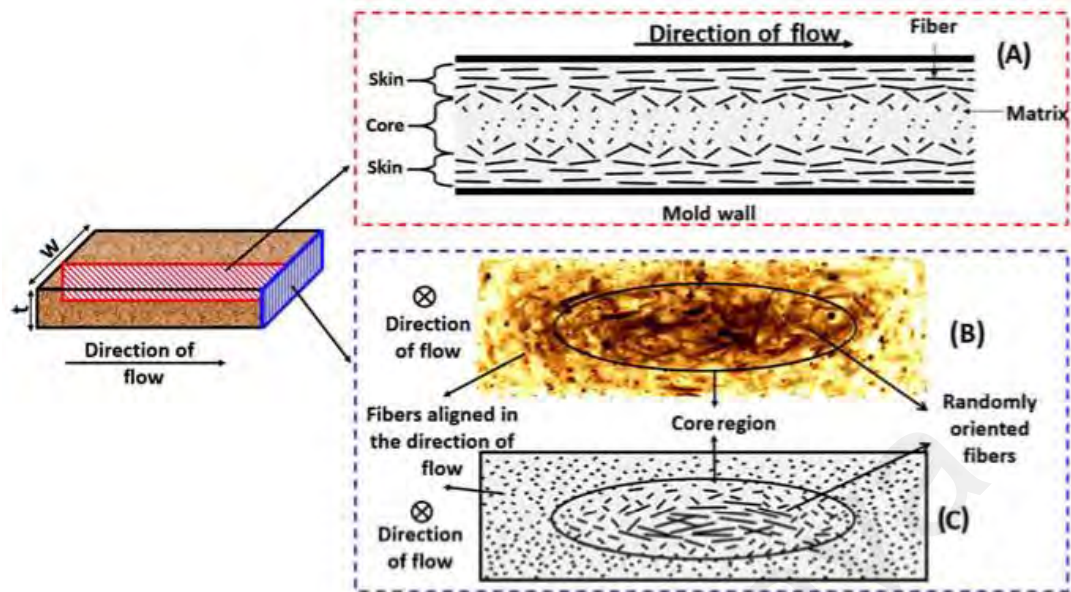 Direction of flow
Fiber
(A)
Skin
Core
Skin
Matrix
Mold wall
W
t
Direction of
flow
⊗
Direction
of flow
(B)
Fibers aligned in
the direction of
flow
Core region
Randomly
oriented
fibers
⊗
Direction
of flow
(C)